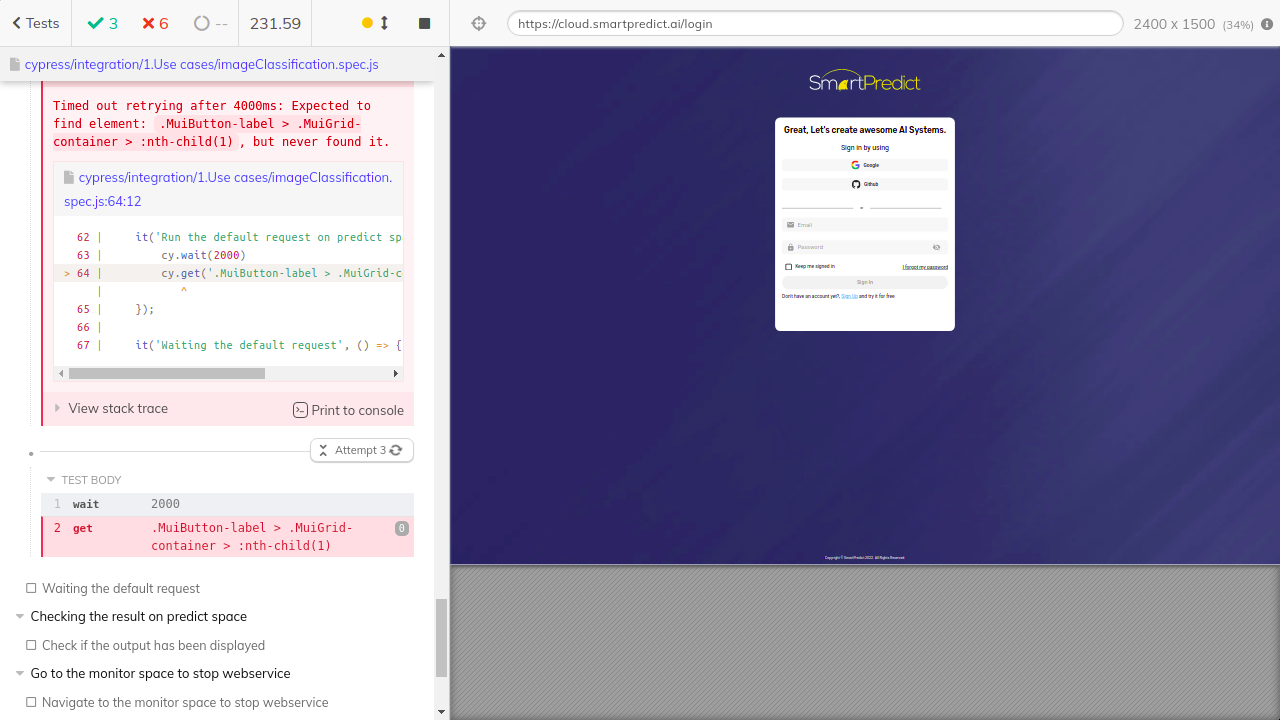 Tests
3
6
--
231.59
https://cloud.smartpredict.ai/login
2400 x 1500 (34%)
cypress/integration/1.Use cases/imageClassification.spec.js
Timed out retrying after 4000ms: Expected to
find element: .MuiButton-label > .MuiGrid-
container > :nth-child(1) , but never found it.
cypress/integration/1.Use cases/imageClassification.
spec.js:64:12
62 | it('Run the default request on predict sp
63 | cy.wait(2000)
> 64 | cy.get('.MuiButton-label > .MuiGrid-c
| ^
65 | });
66 |
67 | it('Waiting the default request', () => {
View stack trace
Print to console
Attempt 3
TEST BODY
1 wait 2000
2 get .MuiButton-label > .MuiGrid-
container > :nth-child(1)
0
Waiting the default request
Checking the result on predict space
Check if the output has been displayed
Go to the monitor space to stop webservice
Navigate to the monitor space to stop webservice
SmartPredict
Great, Let's create awesome AI Systems.
Sign in by using
Google
Github
Email
Password
Keep me signed in
I forgot my password
Sign In
Don't have an account yet?, Sign Up and try it for free
Copyright © SmartPredict 2022. All Rights Reserved